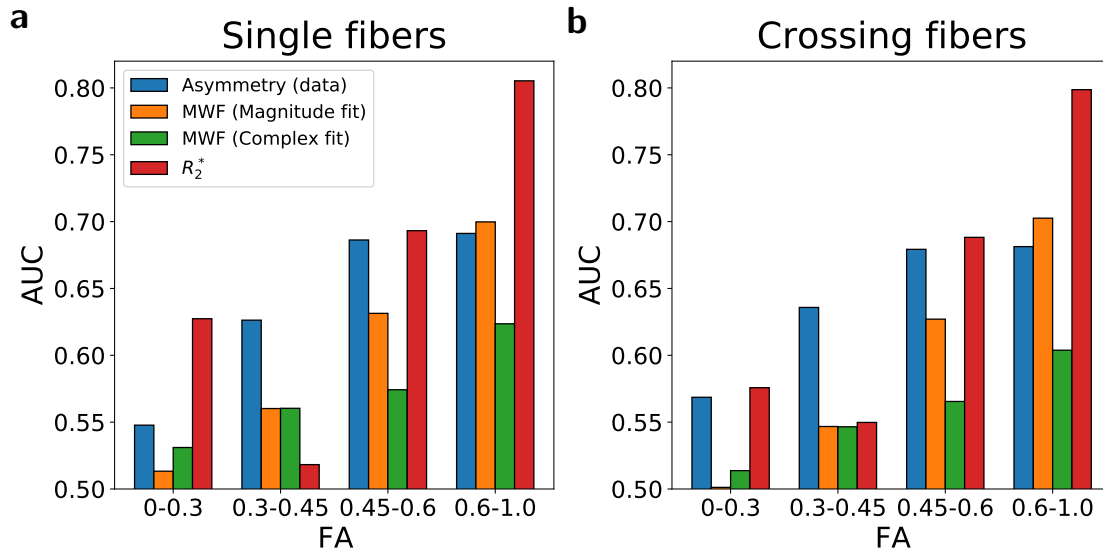 a
Single fibers
Asymmetry (data)
MWF (Magnitude fit)
MWF (Complex fit)
R₂*
0.80
0.75
0.70
0.65
0.60
0.55
0.50
AUC
0-0.3 0.3-0.45 0.45-0.6 0.6-1.0
FA
b
Crossing fibers
0.80
0.75
0.70
0.65
0.60
0.55
0.50
AUC
0-0.3 0.3-0.45 0.45-0.6 0.6-1.0
FA